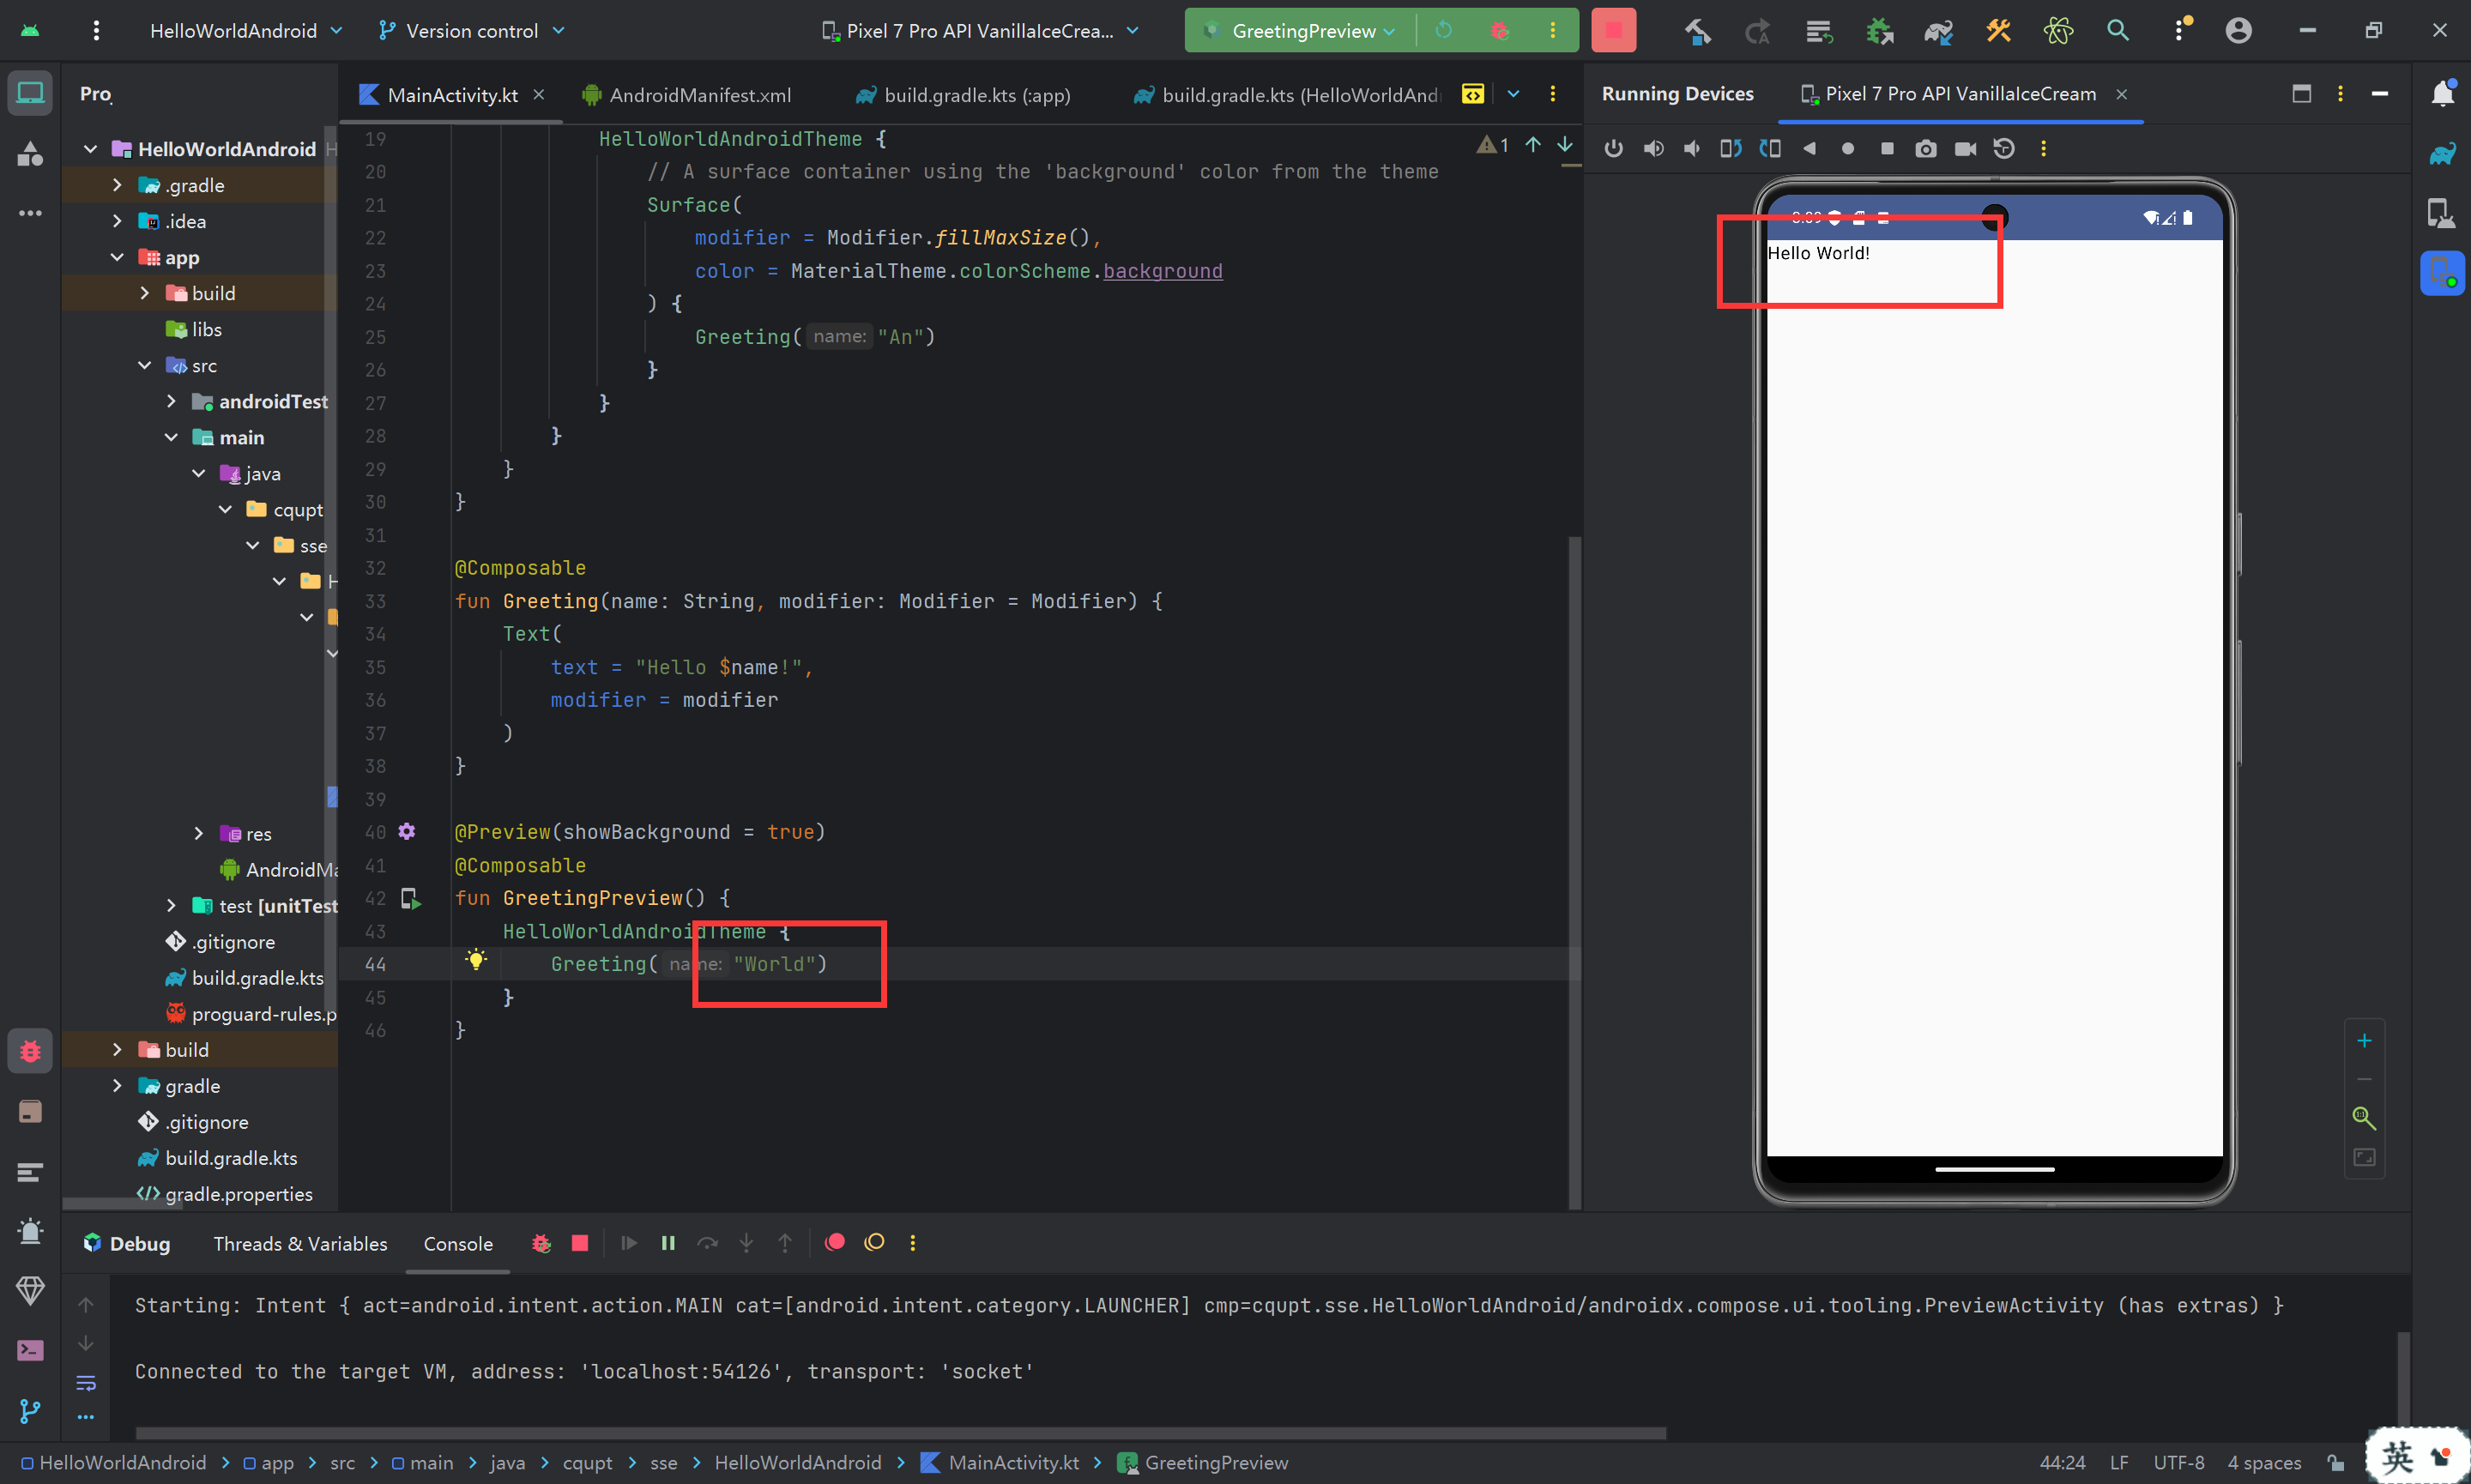 HelloWorldAndroid
Version control
Pixel 7 Pro API VanillaIceCrea...
GreetingPreview
Pro
MainActivity.kt
AndroidManifest.xml
build.gradle.kts (:app)
build.gradle.kts (HelloWorldAnd
Running Devices
Pixel 7 Pro API VanillaIceCream
HelloWorldAndroid
.gradle
.idea
app
build
libs
src
androidTest
main
java
cqupt
sse
H
res
AndroidMa
test [unitTest
.gitignore
build.gradle.kts
proguard-rules.p
build
gradle
.gitignore
build.gradle.kts
gradle.properties
1
19 HelloWorldAndroidTheme {
20 // A surface container using the 'background' color from the theme
21 Surface(
22 modifier = Modifier.fillMaxSize(),
23 color = MaterialTheme.colorScheme.background
24 ) {
25 Greeting( name: "An")
26 }
27 }
28 }
29 }
30 }
31
32 @Composable
33 fun Greeting(name: String, modifier: Modifier = Modifier) {
34 Text(
35 text = "Hello $name!",
36 modifier = modifier
37 )
38 }
39
40 @Preview(showBackground = true)
41 @Composable
42 fun GreetingPreview() {
43 HelloWorldAndroidTheme {
44 Greeting( name: "World")
45 }
46 }
Hello World!
1:1
Debug
Threads & Variables
Console
Starting: Intent { act=android.intent.action.MAIN cat=[android.intent.category.LAUNCHER] cmp=cqupt.sse.HelloWorldAndroid/androidx.compose.ui.tooling.PreviewActivity (has extras) }
Connected to the target VM, address: 'localhost:54126', transport: 'socket'
HelloWorldAndroid > app > src > main > java > cqupt > sse > HelloWorldAndroid > MainActivity.kt > GreetingPreview
44:24 LF UTF-8 4 spaces
英